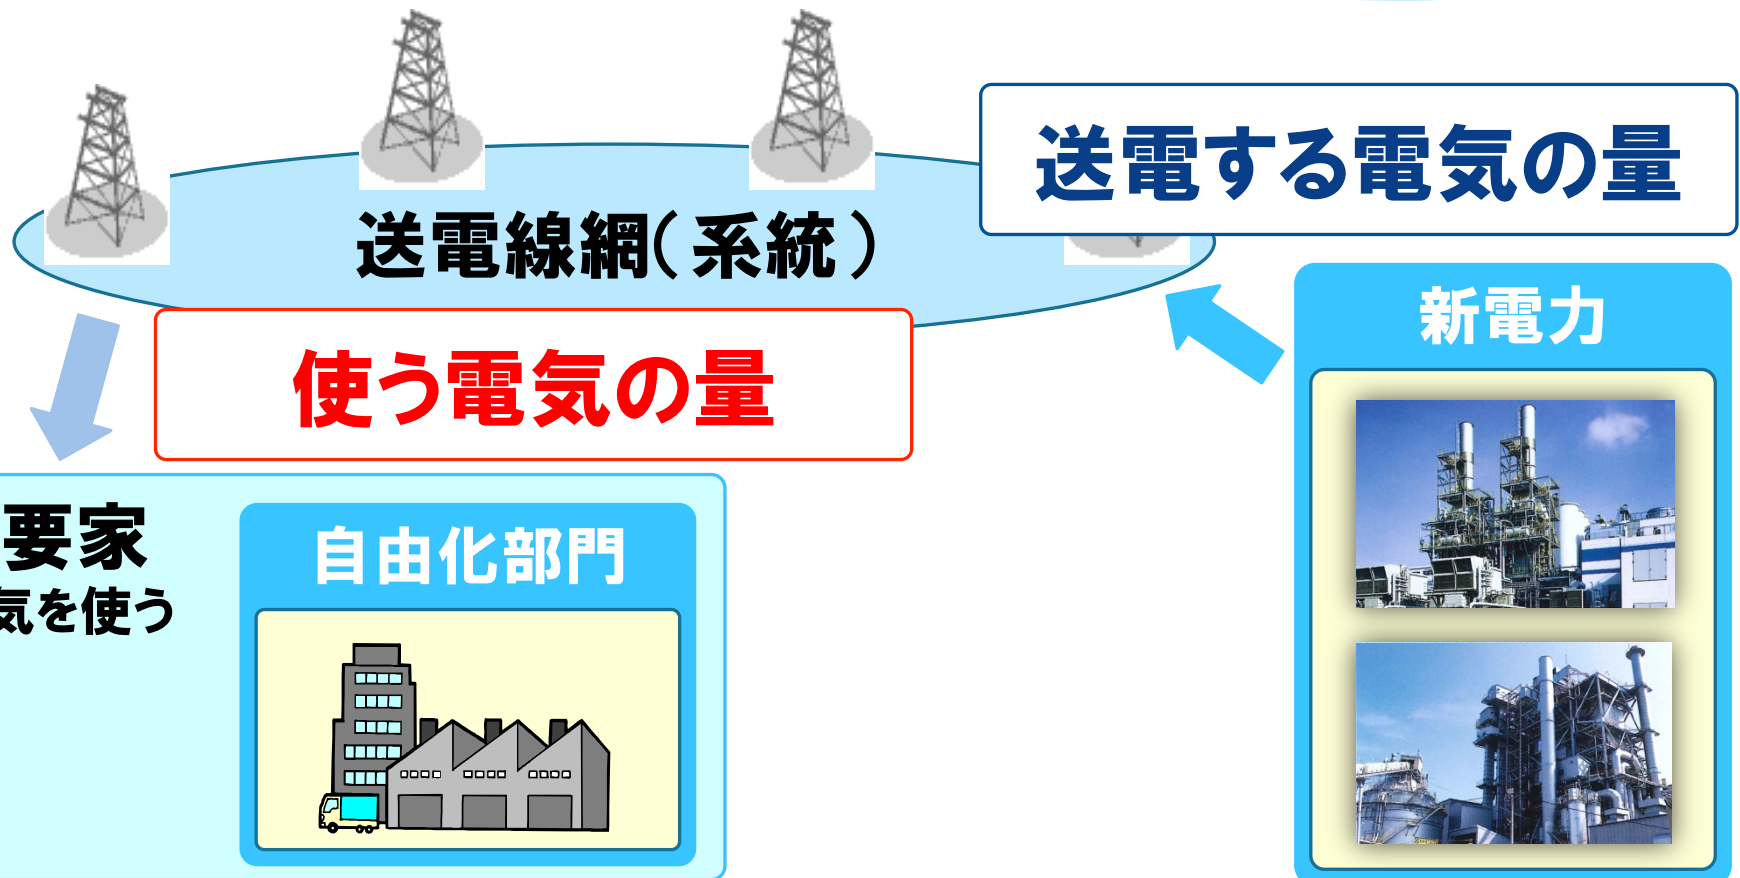 送電する電気の量
送電線網(系統)
新電力
使う電気の量
要家
気を使う
自由化部門